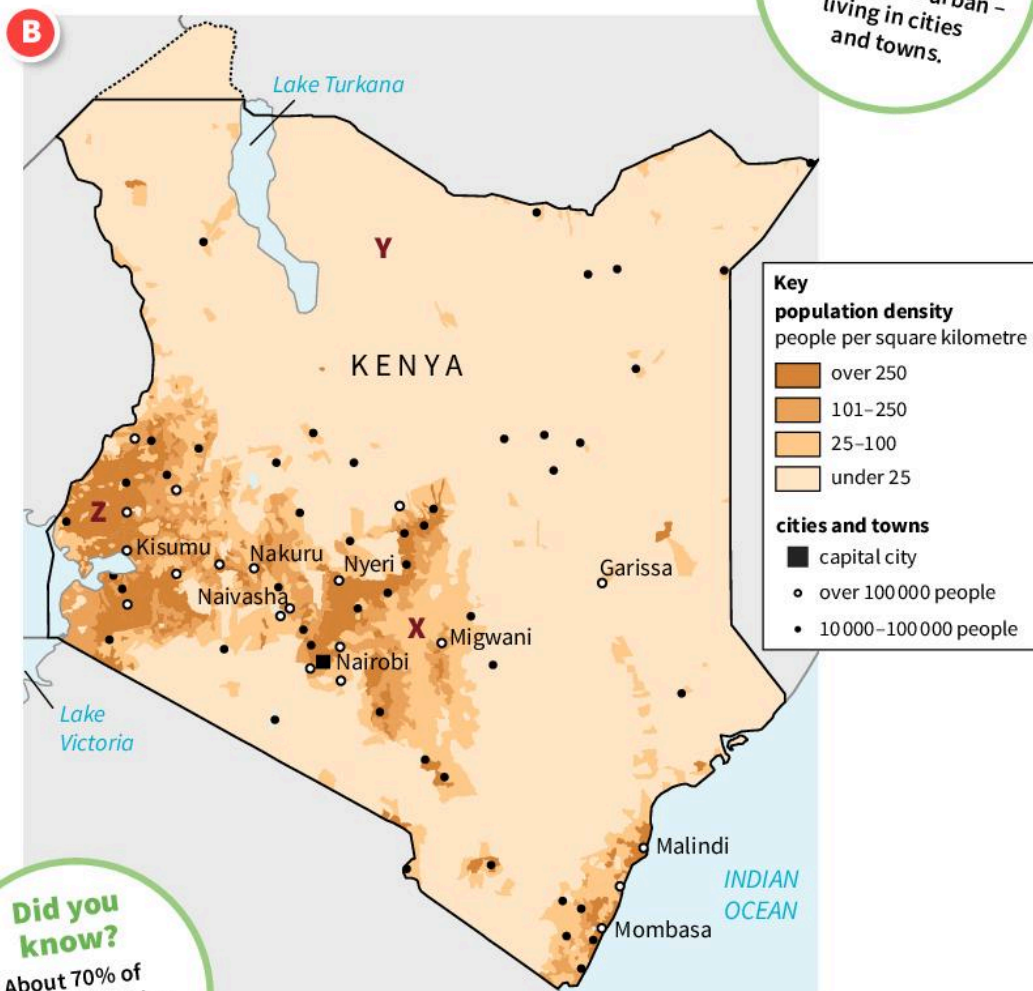 B
urban –
living in cities
and towns.
Lake Turkana
Y
KENYA
Key
population density
people per square kilometre
over 250
101–250
25–100
under 25
cities and towns
capital city
over 100 000 people
10 000–100 000 people
Z
Kisumu
Nakuru
Nyeri
Garissa
Naivasha
X
Migwani
Nairobi
Lake
Victoria
Malindi
INDIAN
OCEAN
Mombasa
Did you
know?
About 70% of